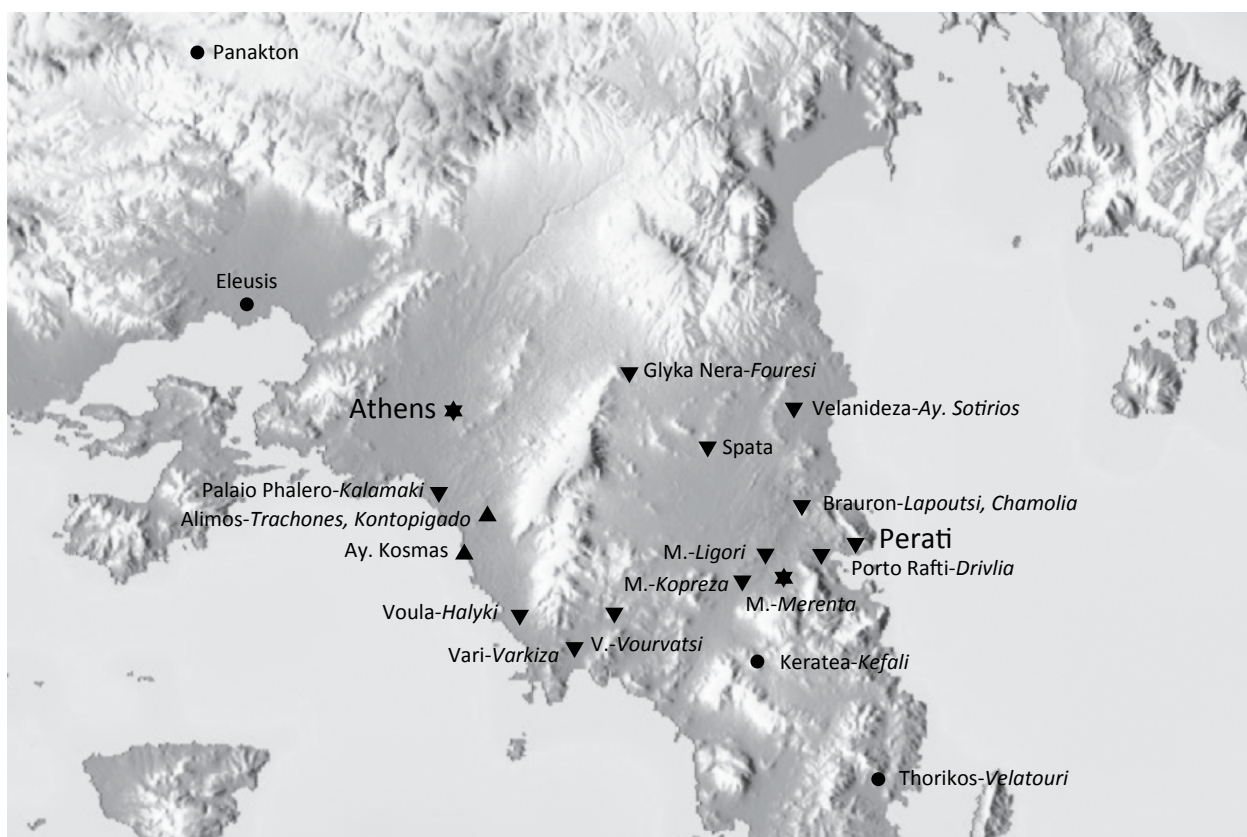 Panakton
Eleusis
Glyka Nera-Fouresi
Athens
Velanideza-Ay. Sotirios
Spata
Palaio Phalero-Kalamaki
Brauron-Lapoutsi, Chamolia
Alimos-Trachones, Kontopigado
Perati
Ay. Kosmas
M.-Ligori
Porto Rafti-Drivlia
M.-Kopreza
M.-Merenta
Voula-Halyki
V.-Vourvatsi
Vari-Varkiza
Keratea-Kefali
Thorikos-Velatouri